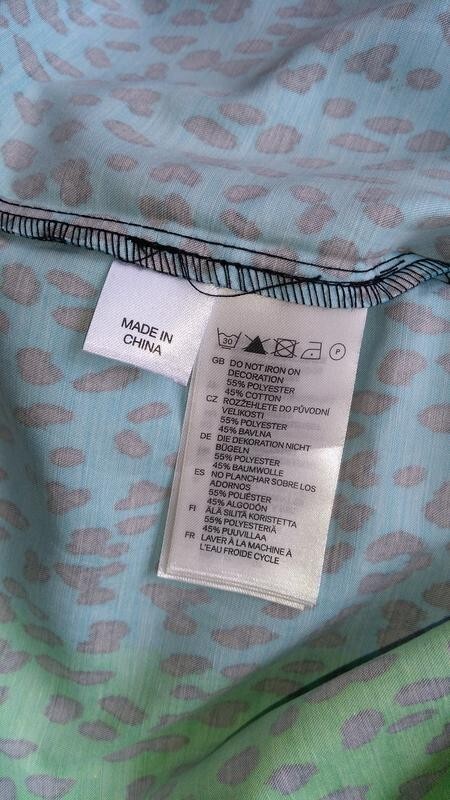 MADE IN
CHINA
30
P
GB DO NOT IRON ON
DECORATION
55% POLYESTER
45% COTTON
CZ ROZŽEHLETE DO PŮVODNÍ
VELIKOSTI
55% POLYESTER
45% BAVLNA
DE DIE DEKORATION NICHT
BÜGELN
55% POLYESTER
45% BAUMWOLLE
ES NO PLANCHAR SOBRE LOS
ADORNOS
55% POLIÉSTER
45% ALGODÓN
FI ÄLÄ SILITÄ KORISTETTA
55% POLYESTERIÄ
45% PUUVILLAA
FR LAVER À LA MACHINE À
L'EAU FROIDE CYCLE